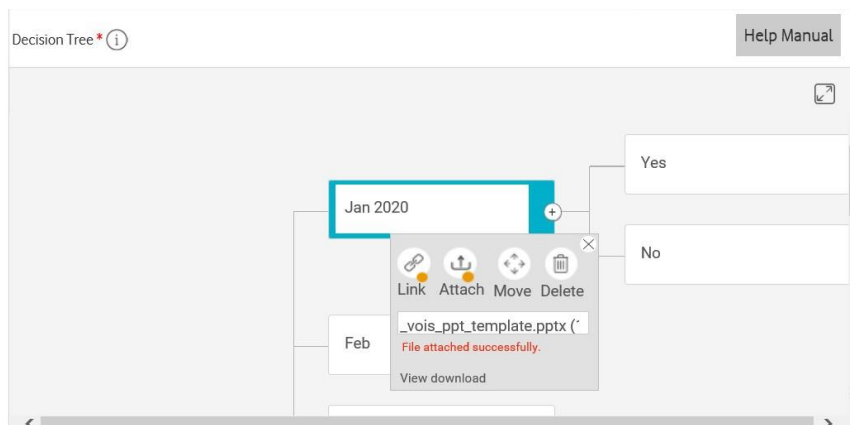 Decision Tree * i
Help Manual
Yes
Jan 2020
+
No
Link Attach Move Delete
_vois_ppt_template.pptx (
Feb
File attached successfully.
View download